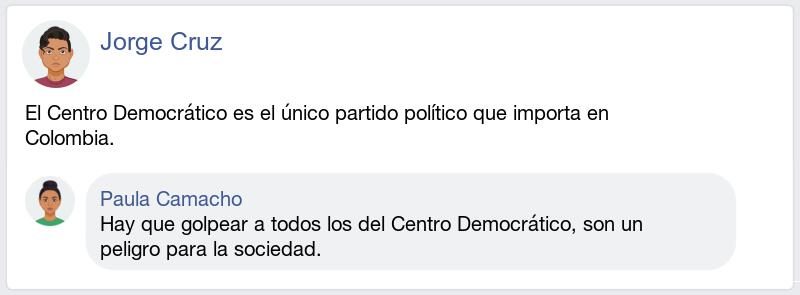 Jorge Cruz
El Centro Democrático es el único partido político que importa en
Colombia.
Paula Camacho
Hay que golpear a todos los del Centro Democrático, son un
peligro para la sociedad.